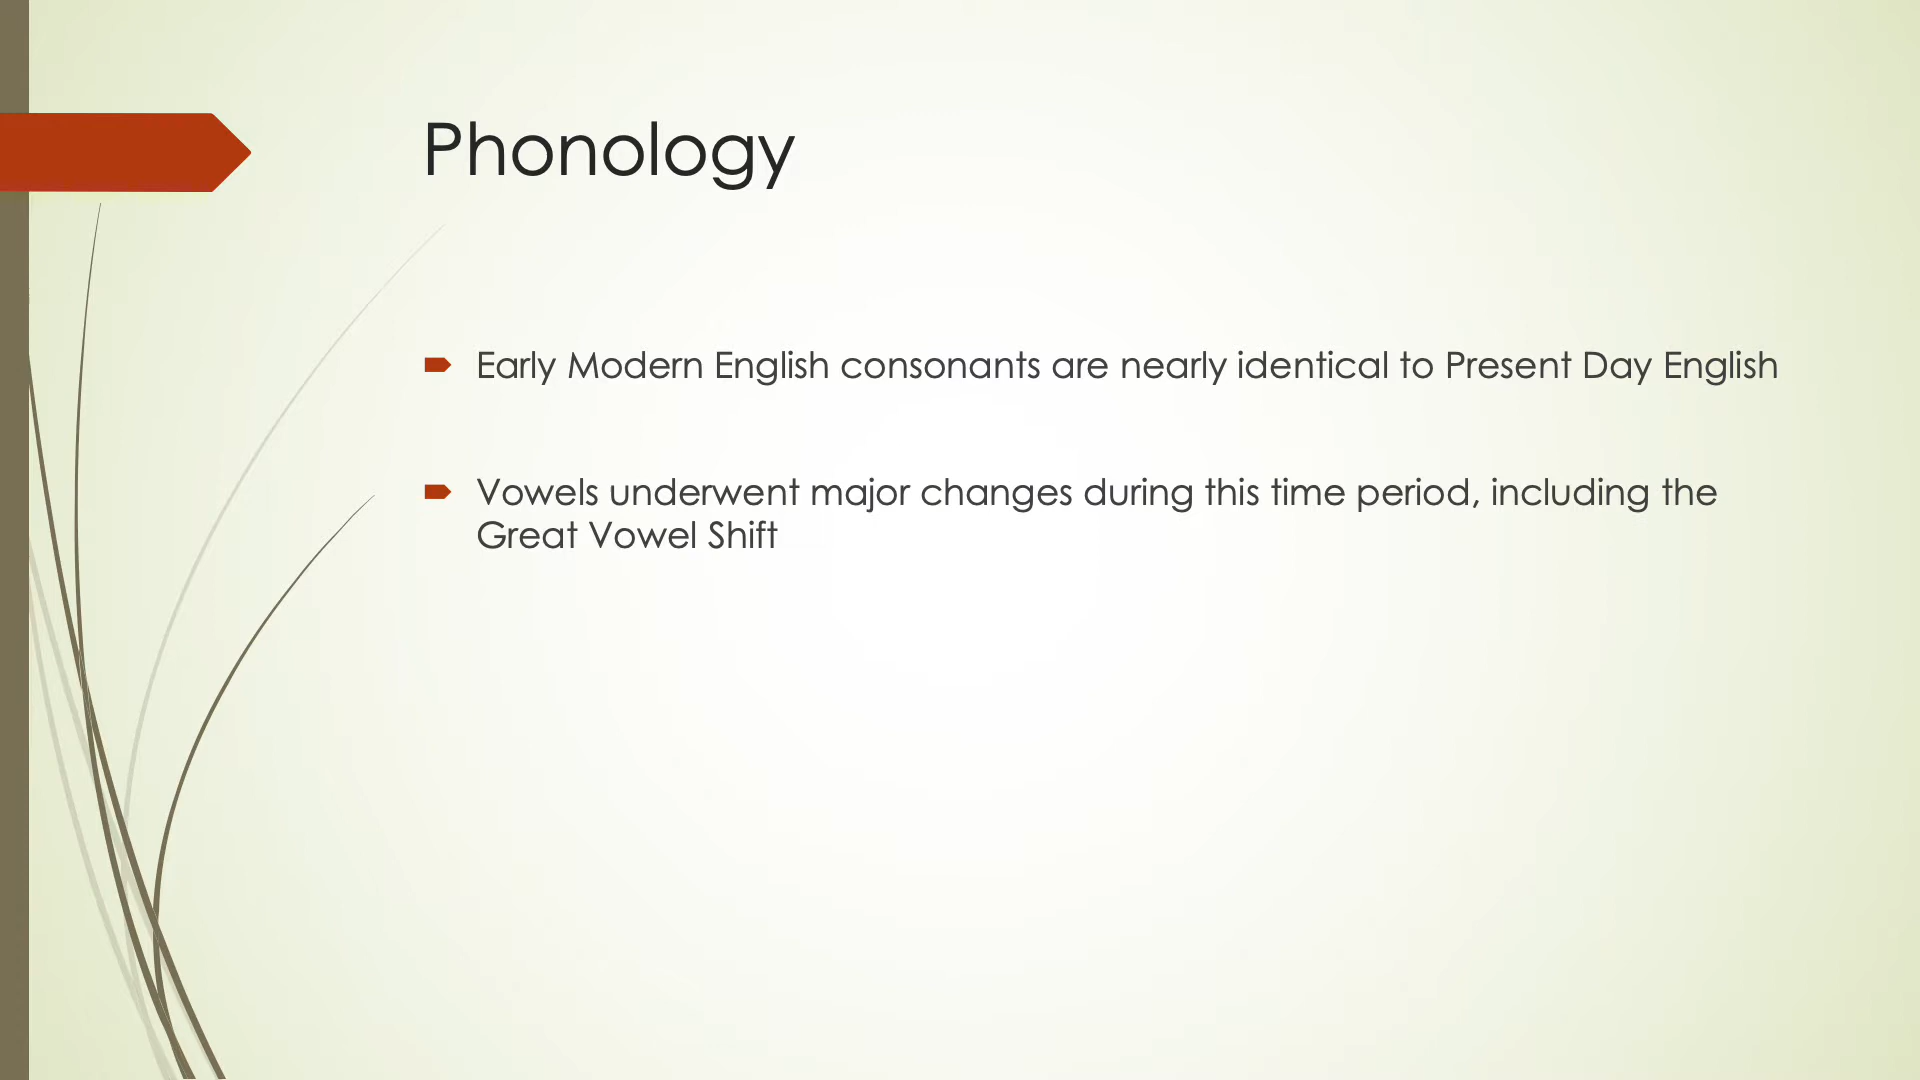 Phonology
Early Modern English consonants are nearly identical to Present Day English
Vowels underwent major changes during this time period, including the
Great Vowel Shift